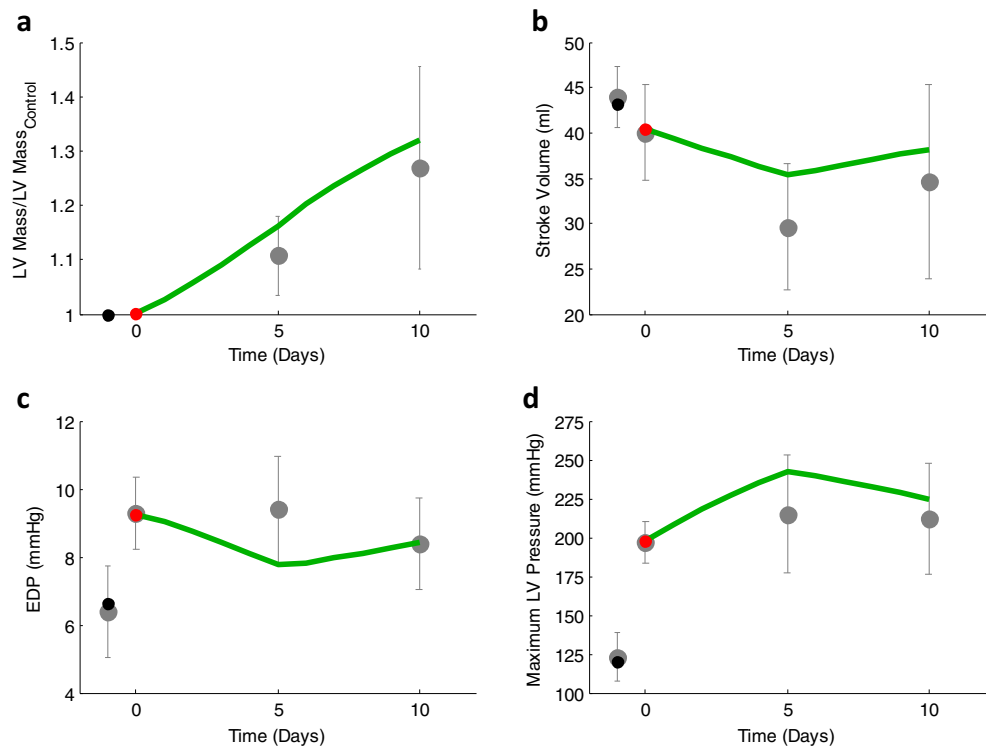 a
1.5
1.4
1.3
1.2
1.1
1
LV Mass/LV Mass_Control
0 5 10
Time (Days)
b
50
45
40
35
30
25
20
Stroke Volume (ml)
0 5 10
Time (Days)
c
12
10
8
6
4
EDP (mmHg)
0 5 10
Time (Days)
d
275
250
225
200
175
150
125
100
Maximum LV Pressure (mmHg)
0 5 10
Time (Days)